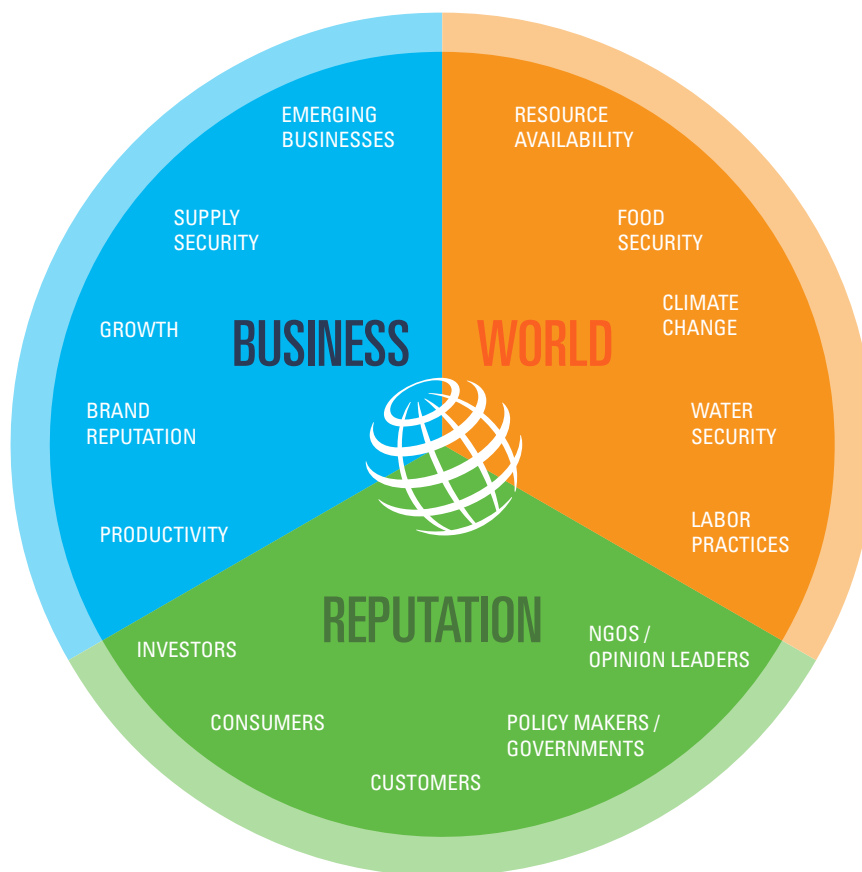 EMERGING
BUSINESSES
SUPPLY
SECURITY
GROWTH
BUSINESS
BRAND
REPUTATION
PRODUCTIVITY
RESOURCE
AVAILABILITY
FOOD
SECURITY
CLIMATE
CHANGE
WORLD
WATER
SECURITY
LABOR
PRACTICES
REPUTATION
INVESTORS
CONSUMERS
CUSTOMERS
POLICY MAKERS /
GOVERNMENTS
NGOS /
OPINION LEADERS